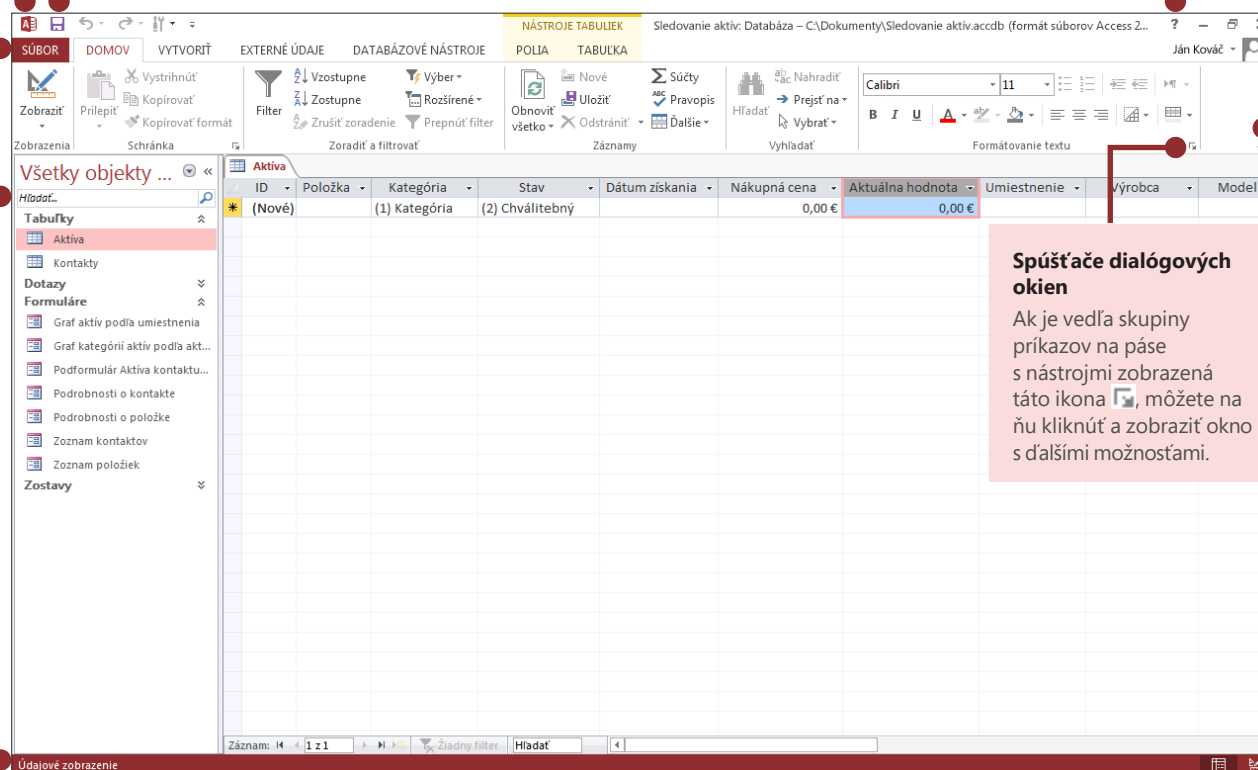 NÁSTROJE TABULIEK
Sledovanie aktív: Databáza – C:\Dokumenty\Sledovanie aktív.accdb (formát súborov Access 2...
?
SÚBOR DOMOV VYTVORIŤ EXTERNÉ ÚDAJE DATABÁZOVÉ NÁSTROJE POLIA TABUĽKA
Ján Kováč
Zobraziť
Zobrazenia
Prilepiť
Vystrihnúť
Kopírovať
Kopírovať formát
Schránka
Filter
Vzostupne
Zostupne
Zrušiť zoradenie
Výber
Rozšírené
Prepnúť filter
Zoradiť a filtrovať
Obnoviť
všetko
Nové
Uložiť
Odstrániť
Súčty
Pravopis
Ďalšie
Záznamy
Hľadať
Nahradiť
Prejsť na
Vybrať
Vyhľadať
Calibri 11
B I U
Formátovanie textu
Všetky objekty ...
Hľadať...
Tabuľky
Aktíva
Kontakty
Dotazy
Formuláre
Graf aktív podľa umiestnenia
Graf kategórií aktív podľa akt...
Podformulár Aktíva kontaktu...
Podrobnosti o kontakte
Podrobnosti o položke
Zoznam kontaktov
Zoznam položiek
Zostavy
Aktíva
ID Položka Kategória Stav Dátum získania Nákupná cena Aktuálna hodnota Umiestnenie Výrobca Model
(Nové) (1) Kategória (2) Chválitebný 0,00 € 0,00 €
Spúšťače dialógových
okien
Ak je vedľa skupiny
príkazov na páse
s nástrojmi zobrazená
táto ikona , môžete na
ňu kliknúť a zobraziť okno
s ďalšími možnosťami.
Záznam: 1 z 1 Žiadny filter Hľadať
Údajové zobrazenie